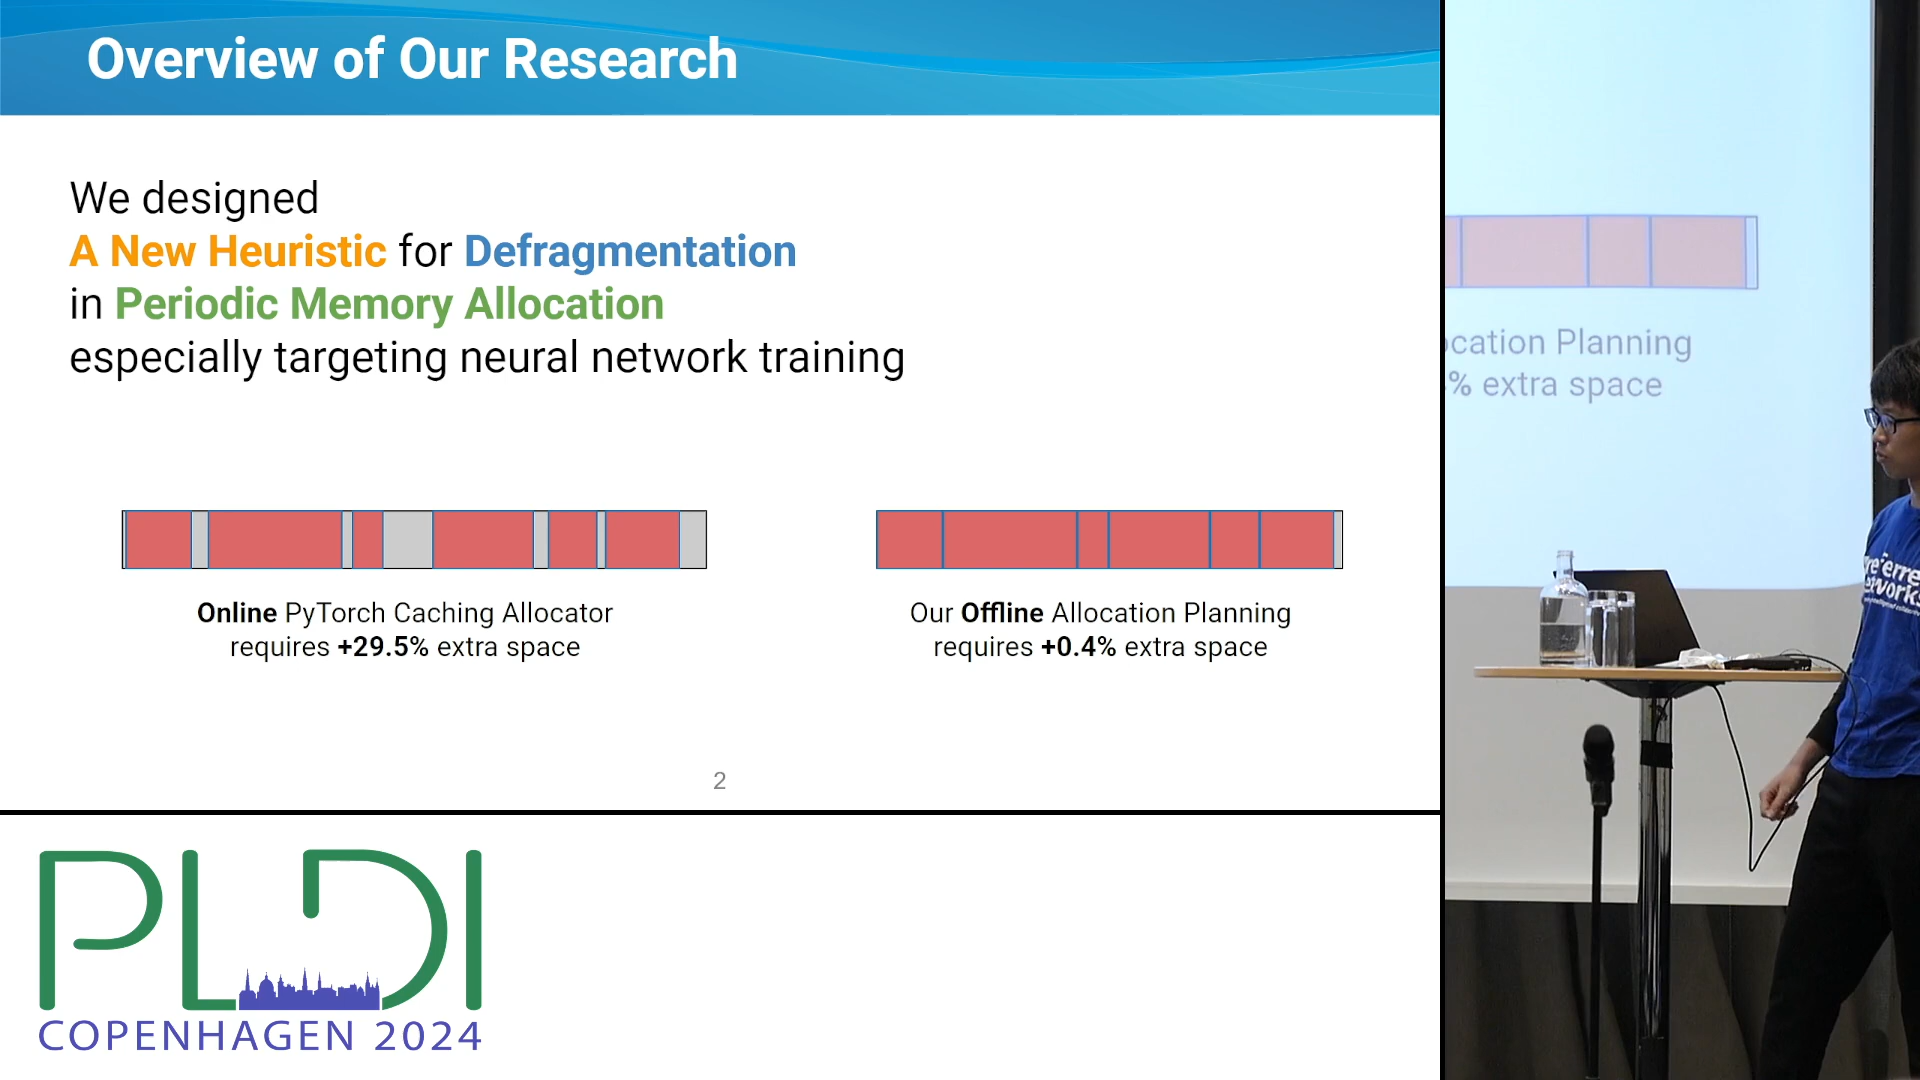 Overview of Our Research
We designed
A New Heuristic for Defragmentation
in Periodic Memory Allocation
especially targeting neural network training
Online PyTorch Caching Allocator
requires +29.5% extra space
Our Offline Allocation Planning
requires +0.4% extra space
2
PLDI
COPENHAGEN 2024
cation Planning
% extra space